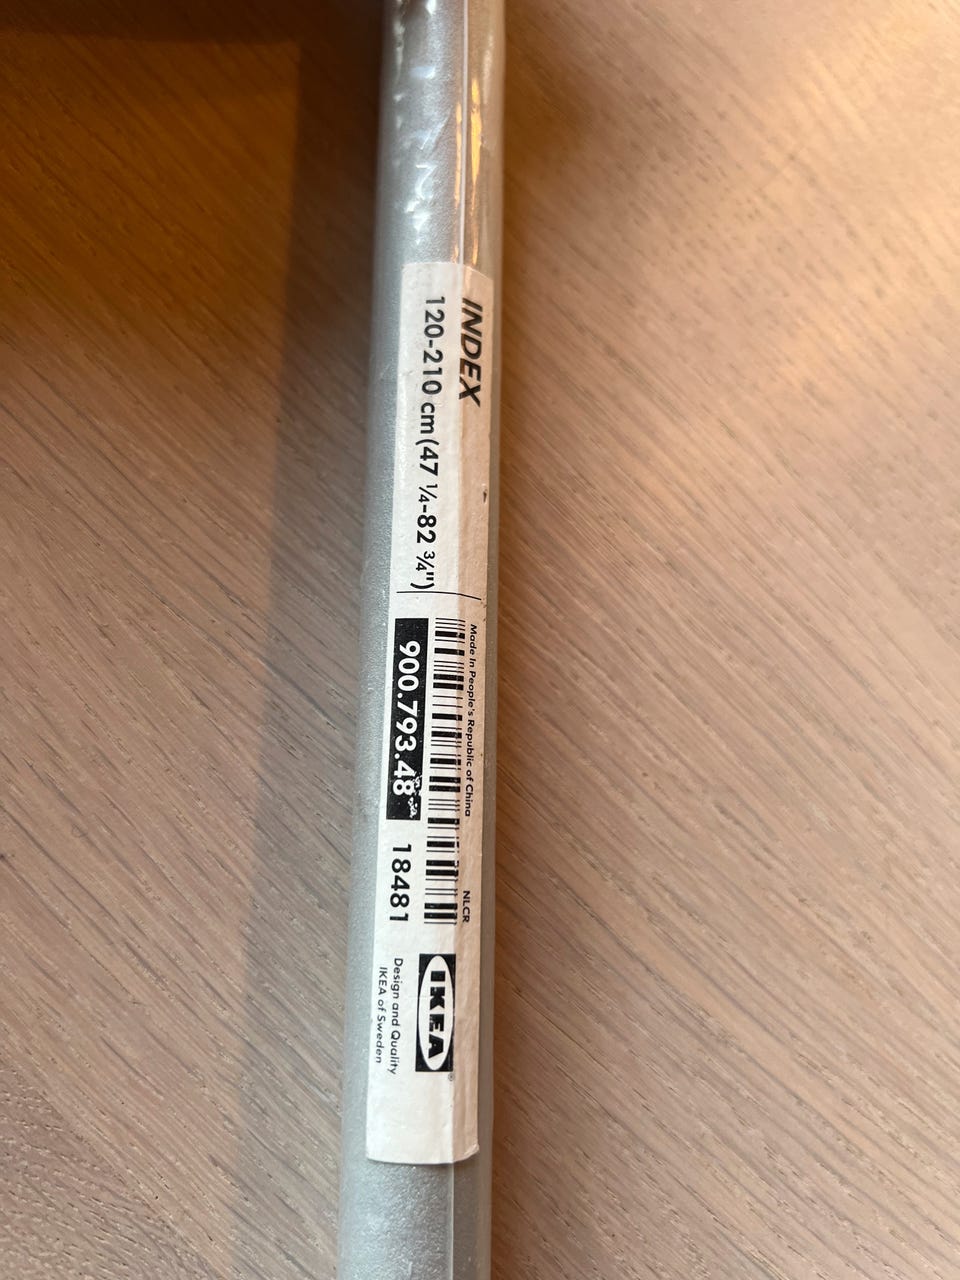 INDEX
120-210 cm (47 ¼-82 ¾")
Made in People's Republic of China
NLCR
900.793.48
18481
IKEA®
Design and Quality
IKEA of Sweden